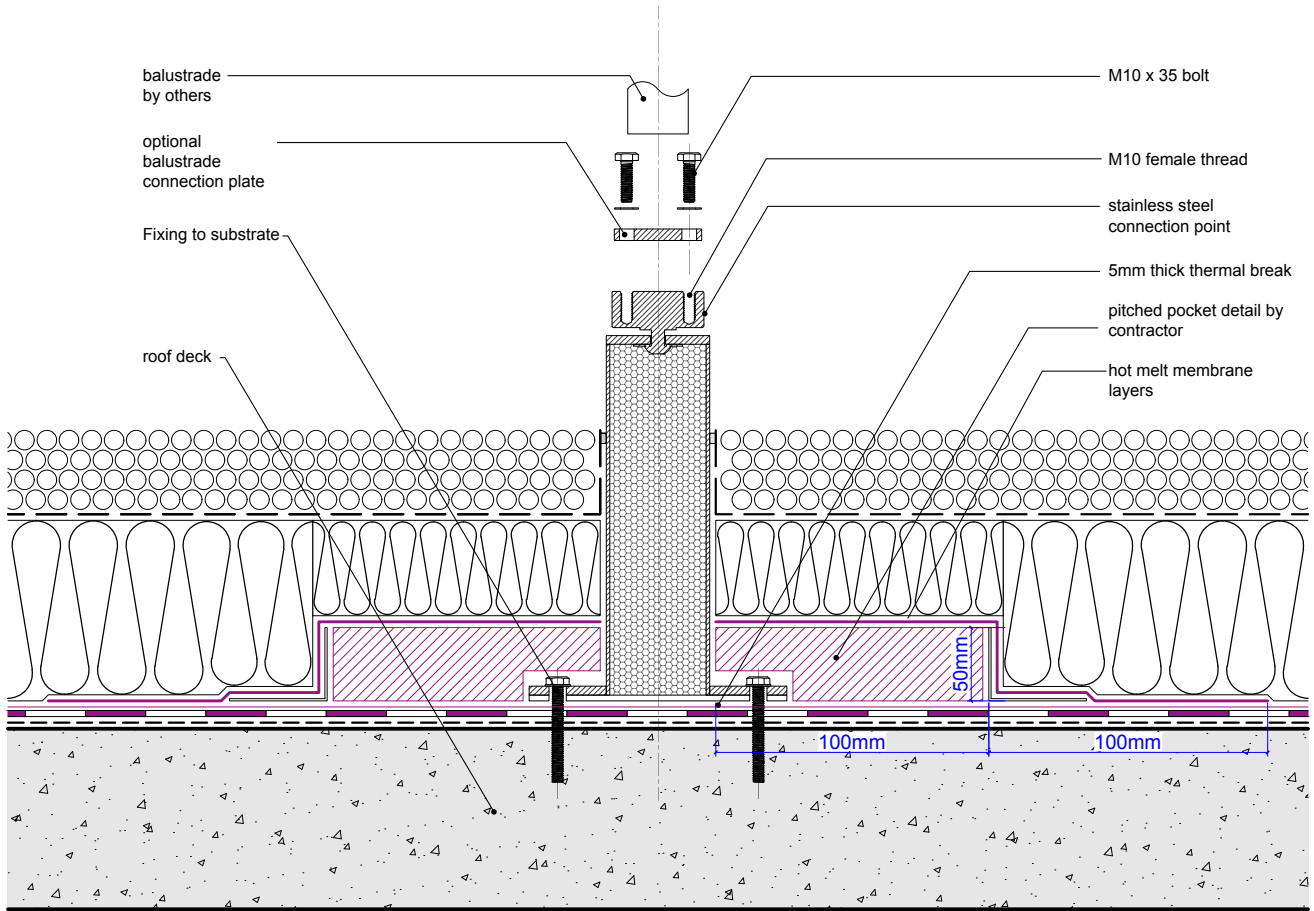 balustrade
by others
optional
balustrade
connection plate
Fixing to substrate
roof deck
M10 x 35 bolt
M10 female thread
stainless steel
connection point
5mm thick thermal break
pitched pocket detail by
contractor
hot melt membrane
layers
50mm
100mm
100mm